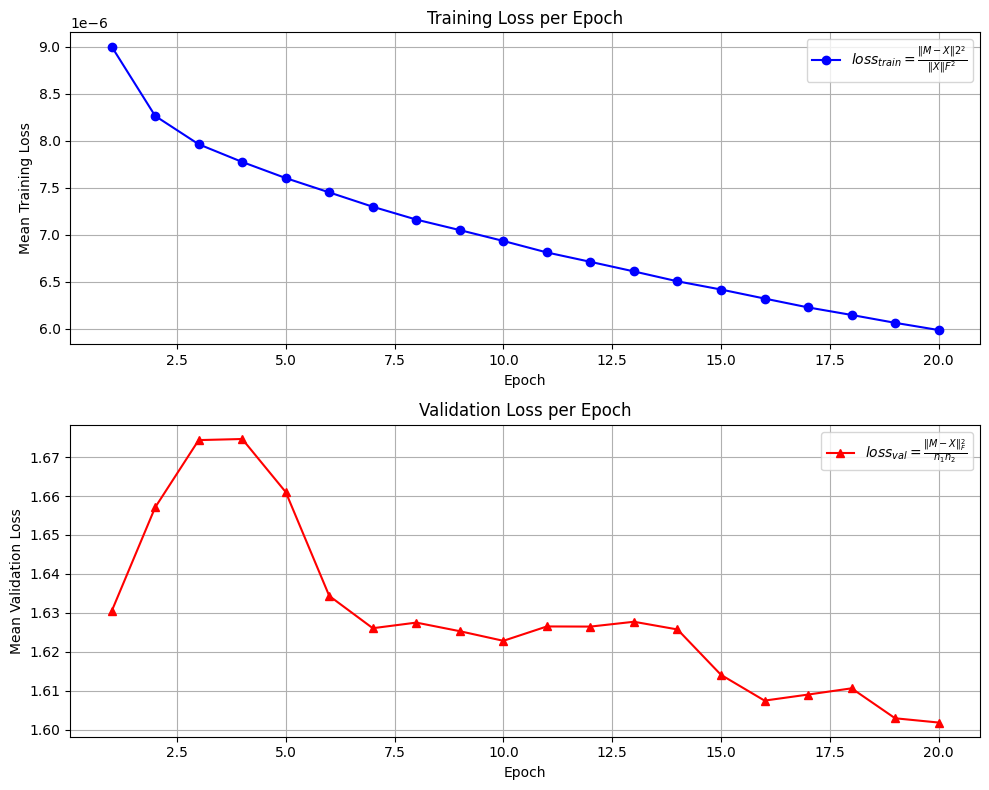 Training Loss per Epoch
1e−6
9.0
8.5
8.0
7.5
7.0
6.5
6.0
Mean Training Loss
loss_train = ‖M − X‖2² / ‖X‖F²
2.5 5.0 7.5 10.0 12.5 15.0 17.5 20.0
Epoch
Validation Loss per Epoch
1.67
1.66
1.65
1.64
1.63
1.62
1.61
1.60
Mean Validation Loss
loss_val = ‖M − X‖²_F / n₁n₂
2.5 5.0 7.5 10.0 12.5 15.0 17.5 20.0
Epoch